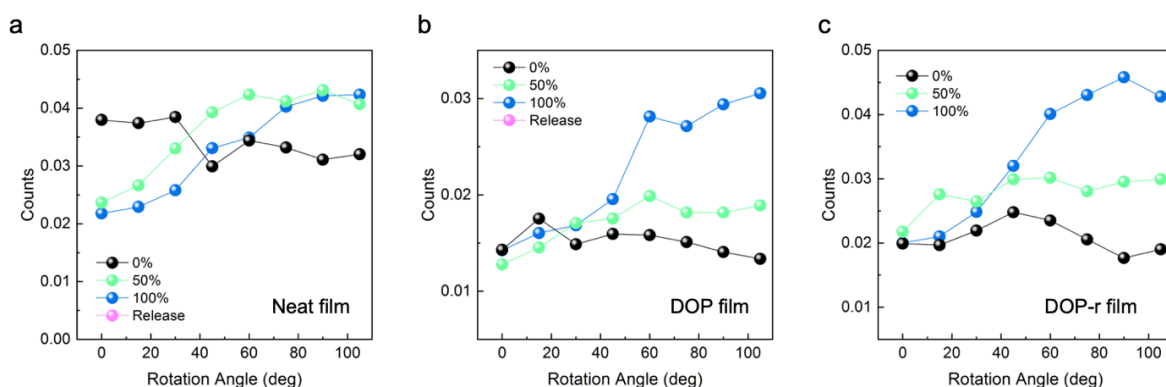 a
0.05
0.04
0.03
0.02
0.01
0.00
Counts
0%
50%
100%
Release
Neat film
0 20 40 60 80 100
Rotation Angle (deg)
b
0.03
0.02
0.01
Counts
0%
50%
100%
Release
DOP film
0 20 40 60 80 100
Rotation Angle (deg)
c
0.05
0.04
0.03
0.02
0.01
Counts
0%
50%
100%
DOP-r film
0 20 40 60 80 100
Rotation Angle (deg)